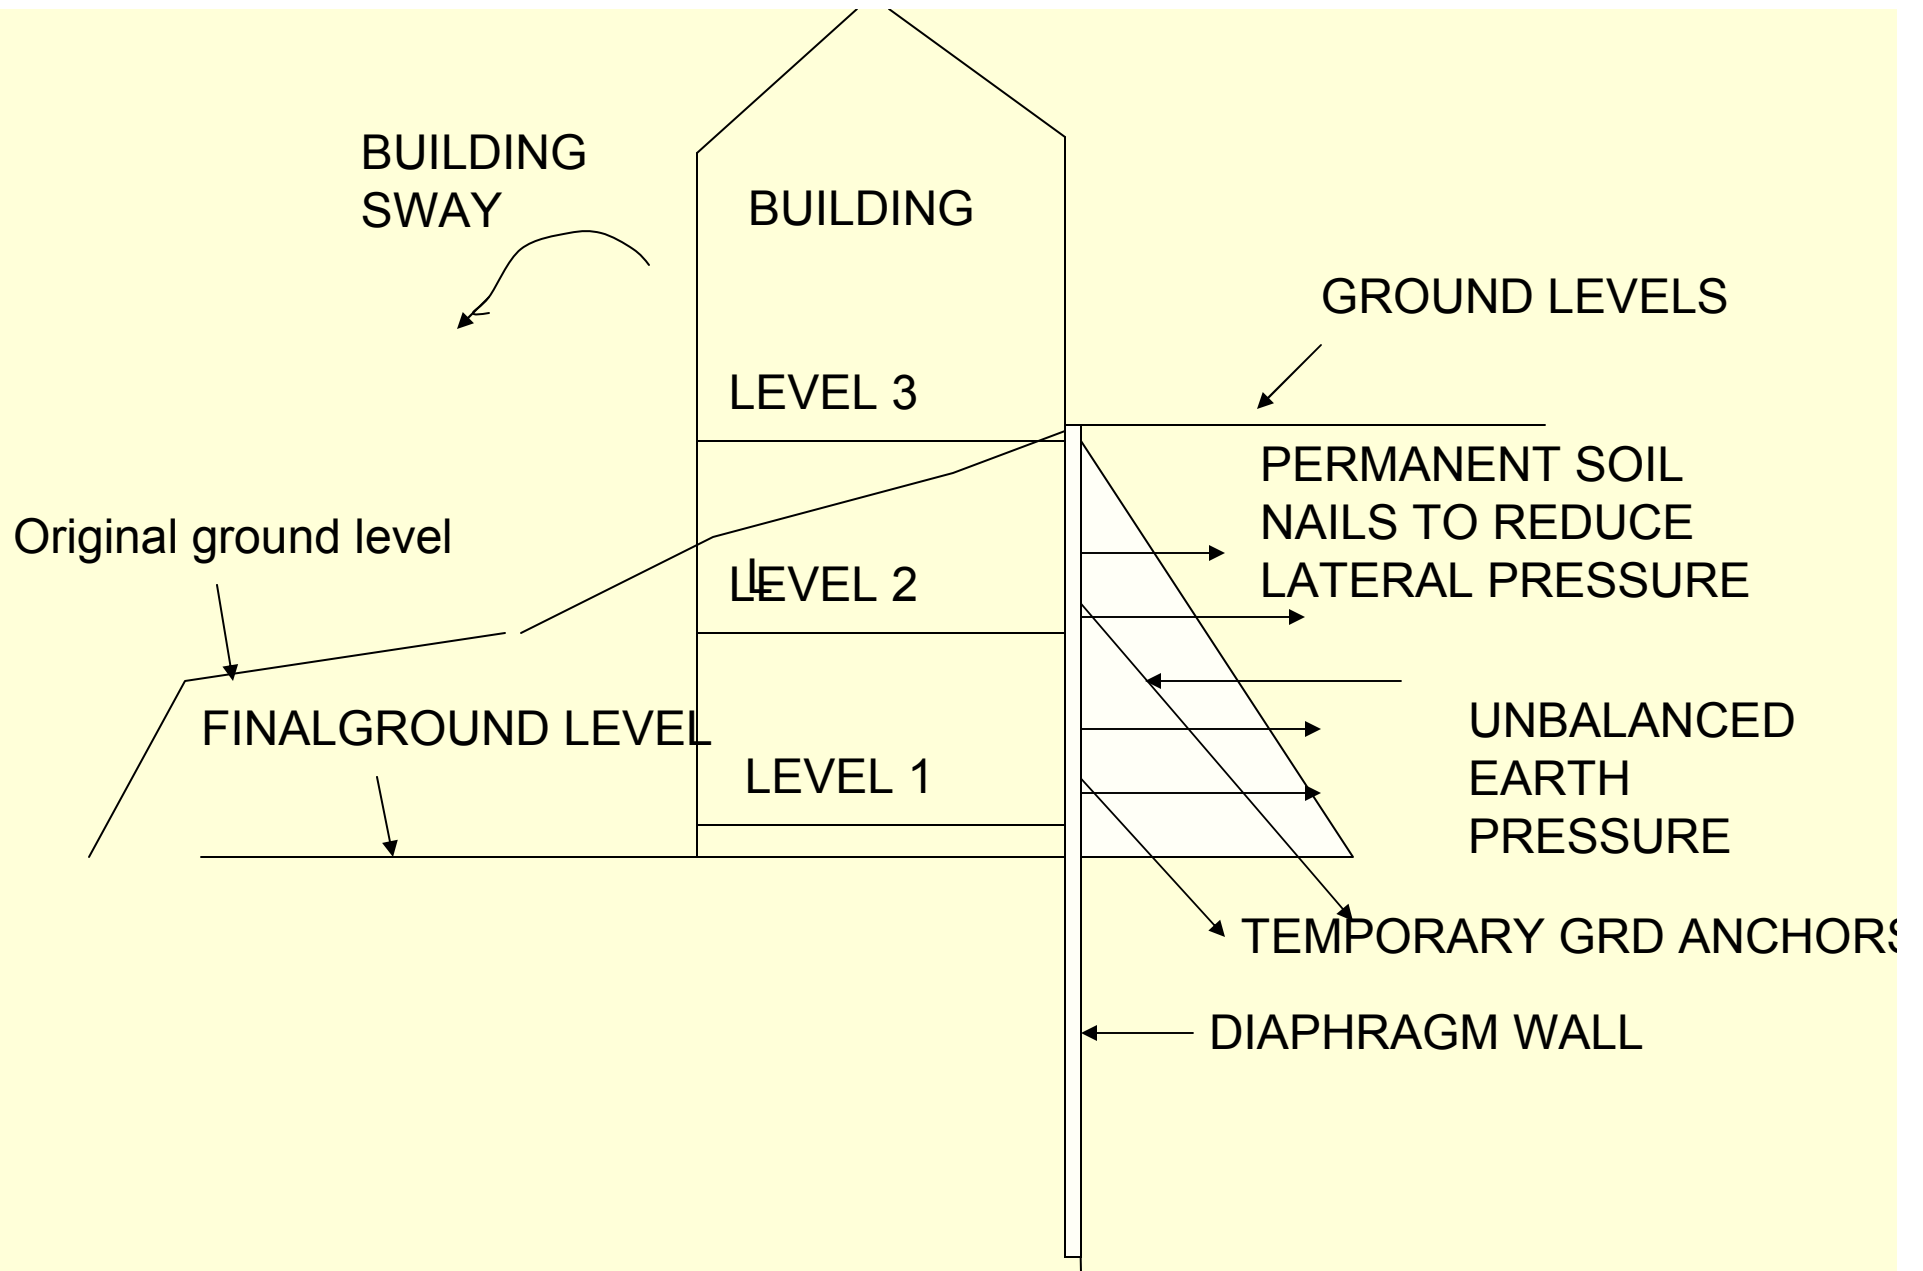 BUILDING
SWAY
BUILDING
GROUND LEVELS
LEVEL 3
PERMANENT SOIL
NAILS TO REDUCE
LATERAL PRESSURE
Original ground level
L
LEVEL 2
FINALGROUND LEVEL
LEVEL 1
UNBALANCED
EARTH
PRESSURE
TEMPORARY GRD ANCHORS
DIAPHRAGM WALL